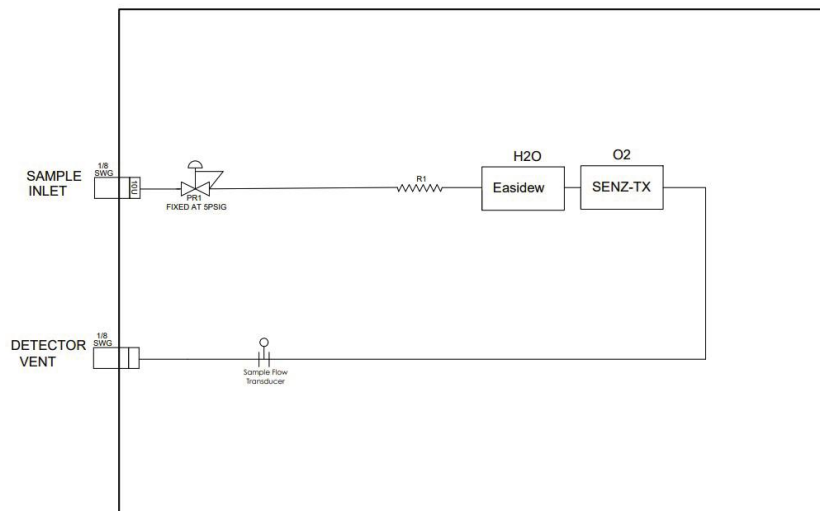 1/8
SWG
SAMPLE
INLET
10U
PR1
FIXED AT 5PSIG
R1
H2O
Easidew
O2
SENZ-TX
1/8
SWG
DETECTOR
VENT
Sample Flow
Transducer